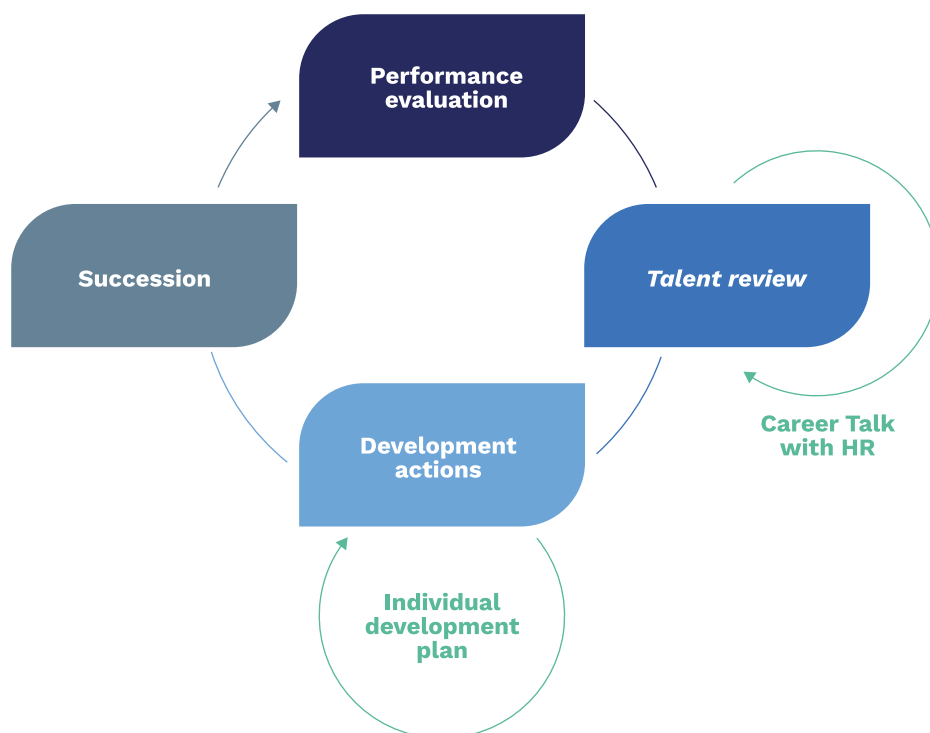 Performance
evaluation
Succession
Talent review
Career Talk
with HR
Development
actions
Individual
development
plan